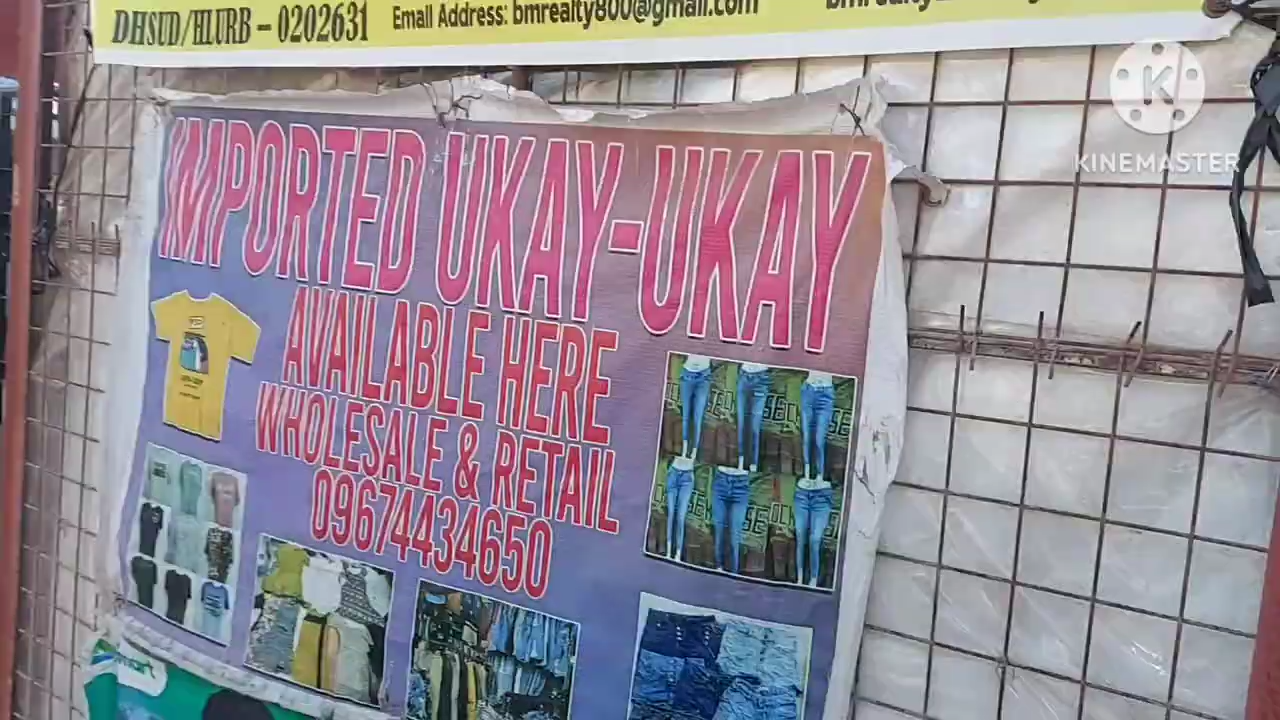 DHSUD/HLURB – 0202631 Email Address: bmrealty800@gmail.com
KINEMASTER
IMPORTED UKAY-UKAY
AVAILABLE HERE
WHOLESALE & RETAIL
09674434650